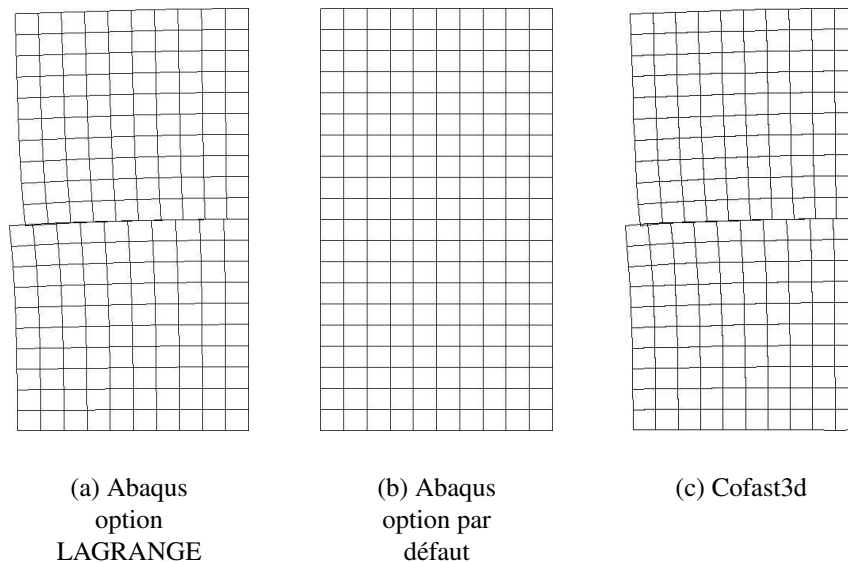 (a) Abaqus
option
LAGRANGE
(b) Abaqus
option par
défaut
(c) Cofast3d